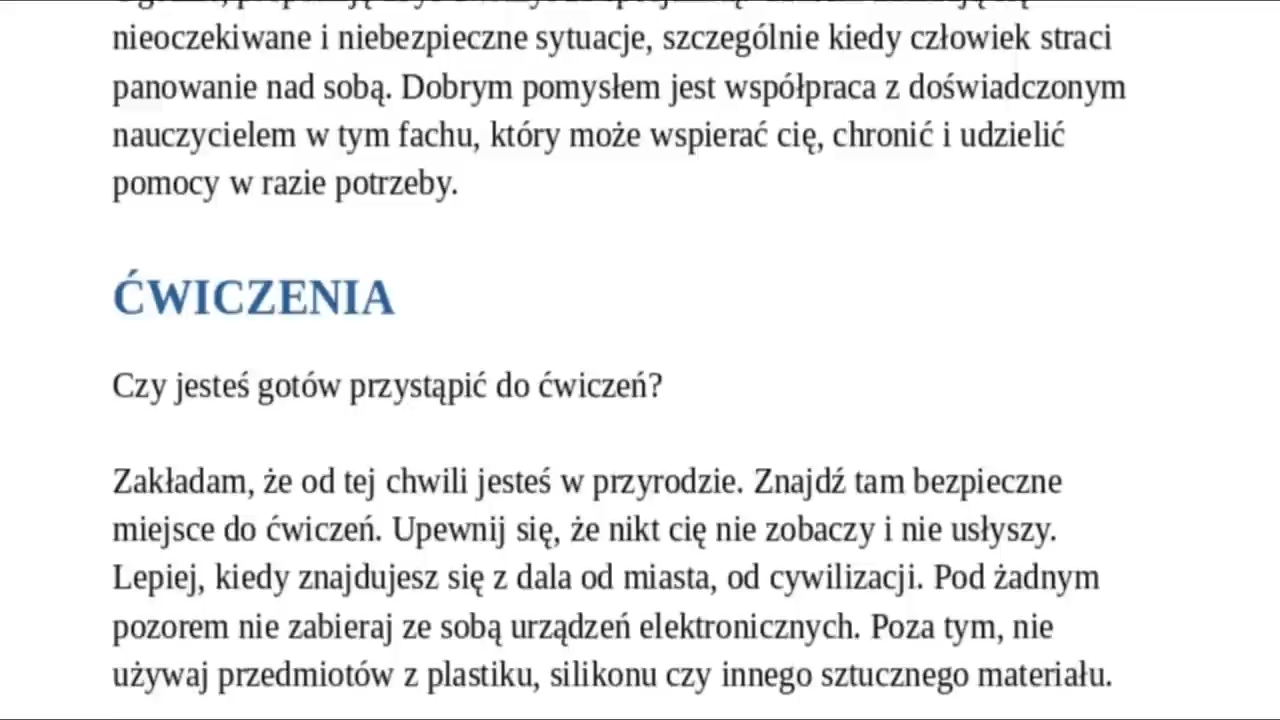 nieoczekiwane i niebezpieczne sytuacje, szczególnie kiedy człowiek straci
panowanie nad sobą. Dobrym pomysłem jest współpraca z doświadczonym
nauczycielem w tym fachu, który może wspierać cię, chronić i udzielić
pomocy w razie potrzeby.
ĆWICZENIA
Czy jesteś gotów przystąpić do ćwiczeń?
Zakładam, że od tej chwili jesteś w przyrodzie. Znajdź tam bezpieczne
miejsce do ćwiczeń. Upewnij się, że nikt cię nie zobaczy i nie usłyszy.
Lepiej, kiedy znajdujesz się z dala od miasta, od cywilizacji. Pod żadnym
pozorem nie zabieraj ze sobą urządzeń elektronicznych. Poza tym, nie
używaj przedmiotów z plastiku, silikonu czy innego sztucznego materiału.